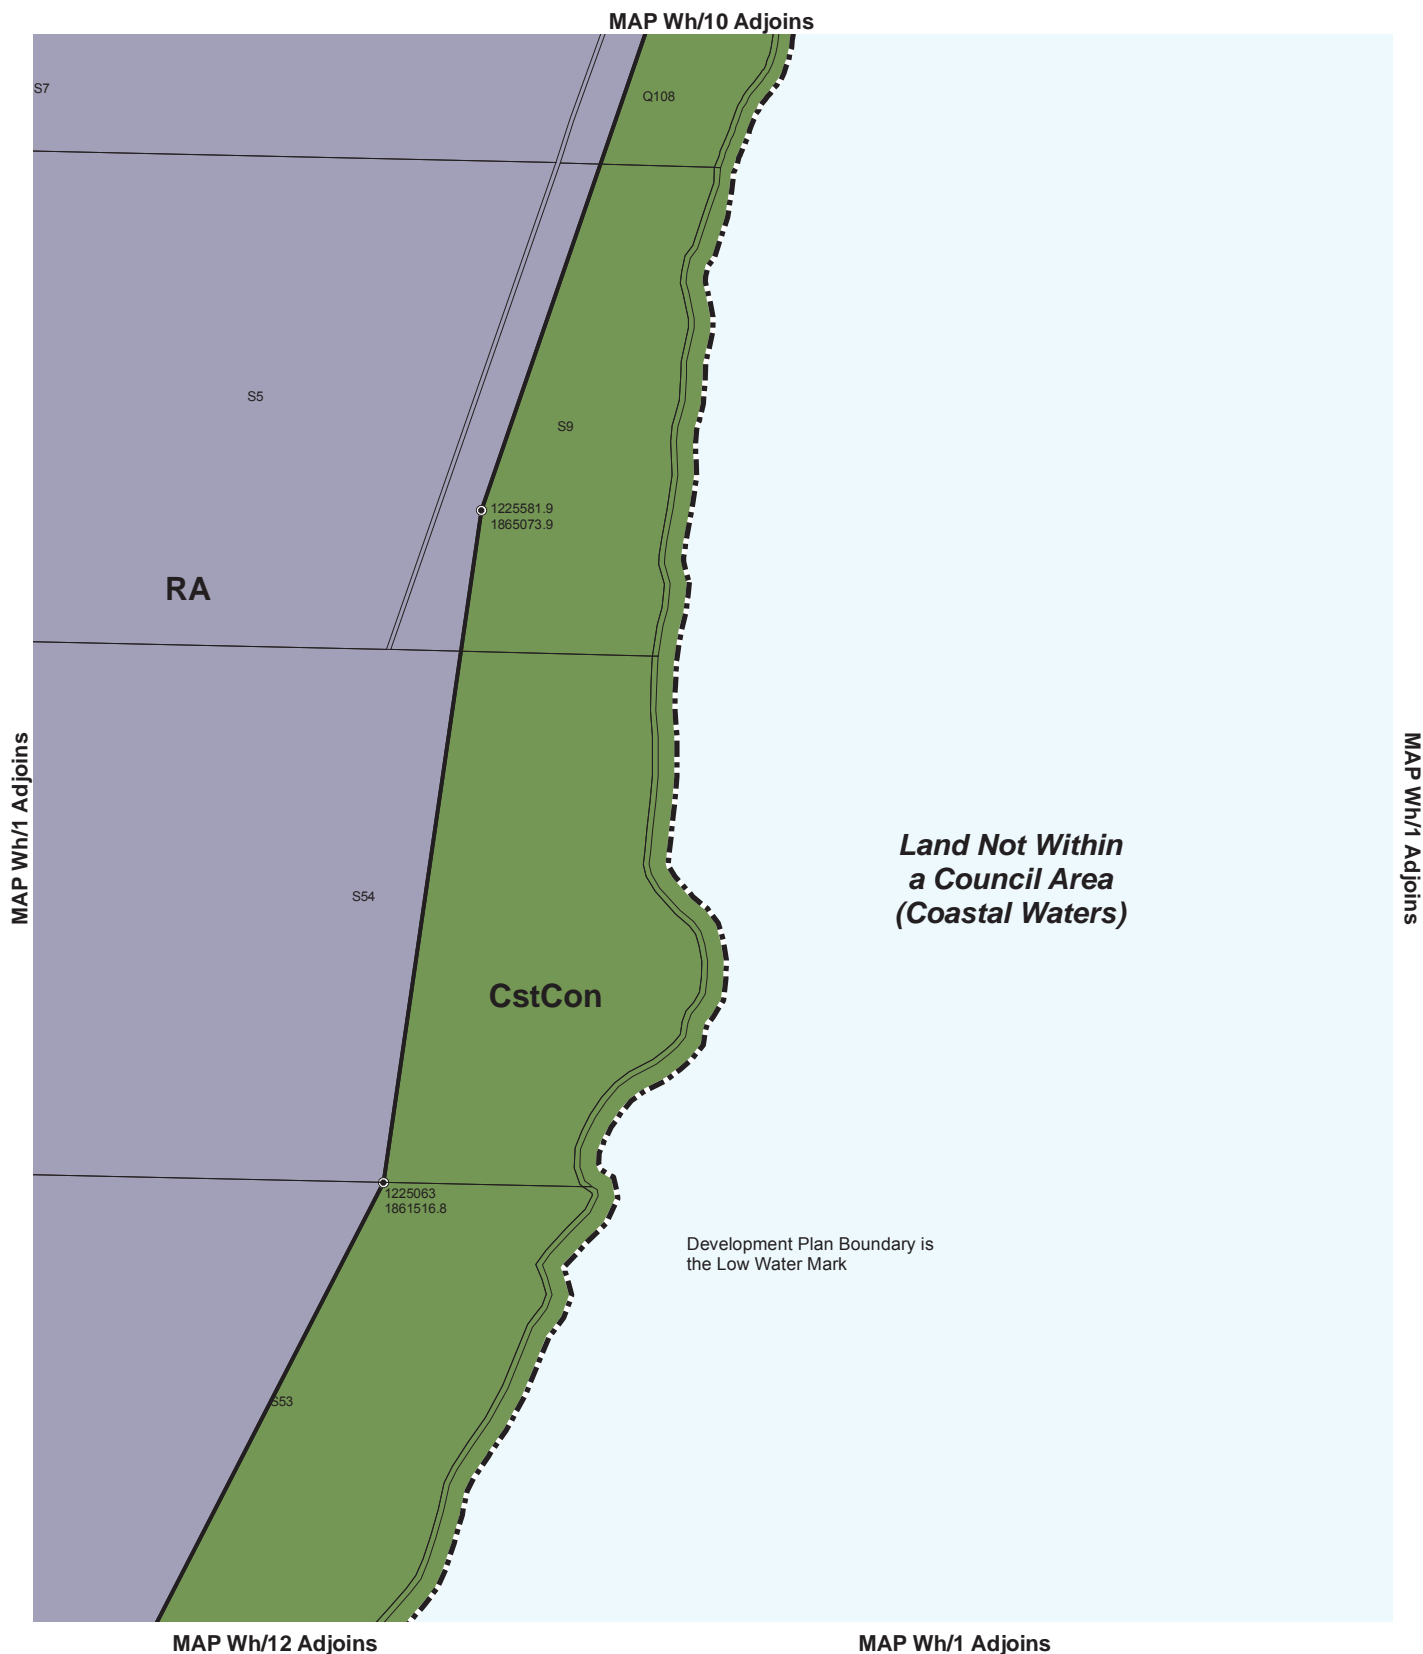 MAP Wh/10 Adjoins
S7
Q108
S5
S9
1225581.9
1865073.9
RA
MAP Wh/1 Adjoins
MAP Wh/1 Adjoins
Land Not Within
a Council Area
(Coastal Waters)
S54
CstCon
1225063
1861516.8
Development Plan Boundary is
the Low Water Mark
S53
MAP Wh/12 Adjoins
MAP Wh/1 Adjoins